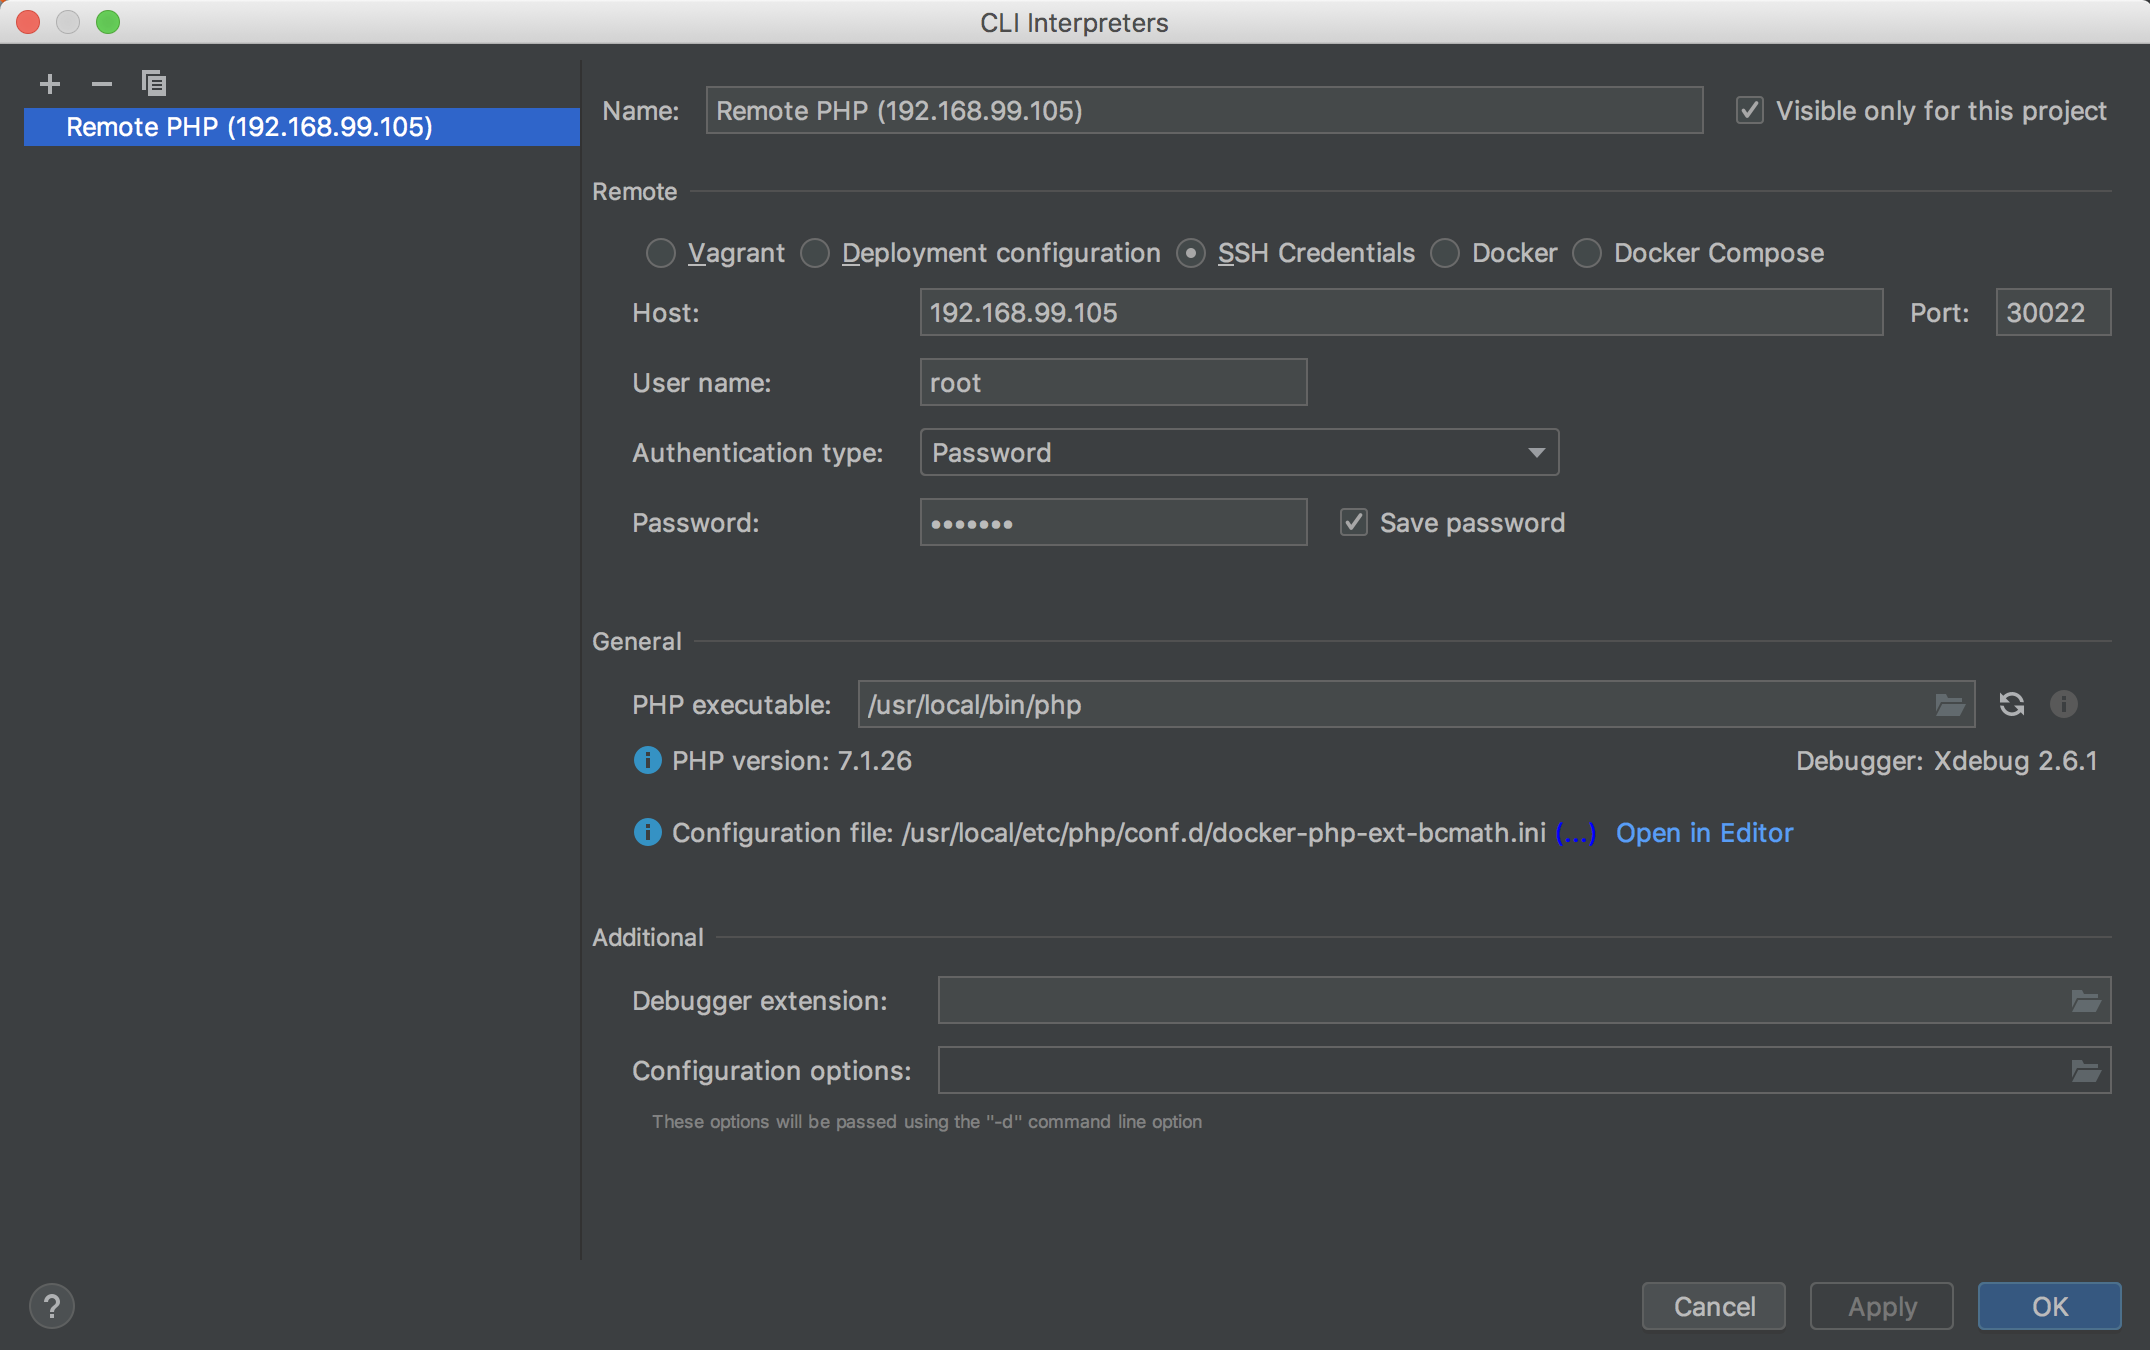 CLI Interpreters
Remote PHP (192.168.99.105)
Name: Remote PHP (192.168.99.105) Visible only for this project
Remote
Vagrant Deployment configuration SSH Credentials Docker Docker Compose
Host: 192.168.99.105 Port: 30022
User name: root
Authentication type: Password
Password: ••••••• Save password
General
PHP executable: /usr/local/bin/php
PHP version: 7.1.26 Debugger: Xdebug 2.6.1
Configuration file: /usr/local/etc/php/conf.d/docker-php-ext-bcmath.ini (...) Open in Editor
Additional
Debugger extension:
Configuration options:
These options will be passed using the "-d" command line option
? Cancel Apply OK